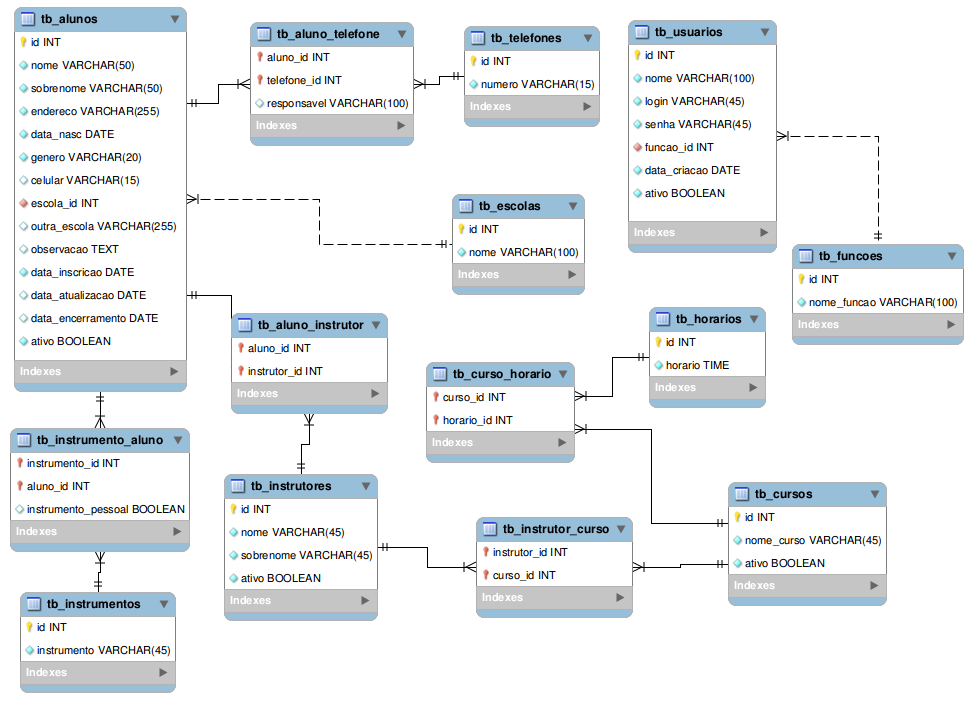 tb_alunos
id INT
nome VARCHAR(50)
sobrenome VARCHAR(50)
endereco VARCHAR(255)
data_nasc DATE
genero VARCHAR(20)
celular VARCHAR(15)
escola_id INT
outra_escola VARCHAR(255)
observacao TEXT
data_inscricao DATE
data_atualizacao DATE
data_encerramento DATE
ativo BOOLEAN
Indexes
tb_aluno_telefone
aluno_id INT
telefone_id INT
responsavel VARCHAR(100)
Indexes
tb_telefones
id INT
numero VARCHAR(15)
Indexes
tb_usuarios
id INT
nome VARCHAR(100)
login VARCHAR(45)
senha VARCHAR(45)
funcao_id INT
data_criacao DATE
ativo BOOLEAN
Indexes
tb_escolas
id INT
nome VARCHAR(100)
Indexes
tb_funcoes
id INT
nome_funcao VARCHAR(100)
Indexes
tb_aluno_instrutor
aluno_id INT
instrutor_id INT
Indexes
tb_horarios
id INT
horario TIME
Indexes
tb_curso_horario
curso_id INT
horario_id INT
Indexes
tb_instrumento_aluno
instrumento_id INT
aluno_id INT
instrumento_pessoal BOOLEAN
Indexes
tb_instrutores
id INT
nome VARCHAR(45)
sobrenome VARCHAR(45)
ativo BOOLEAN
Indexes
tb_instrutor_curso
instrutor_id INT
curso_id INT
Indexes
tb_cursos
id INT
nome_curso VARCHAR(45)
ativo BOOLEAN
Indexes
tb_instrumentos
id INT
instrumento VARCHAR(45)
Indexes